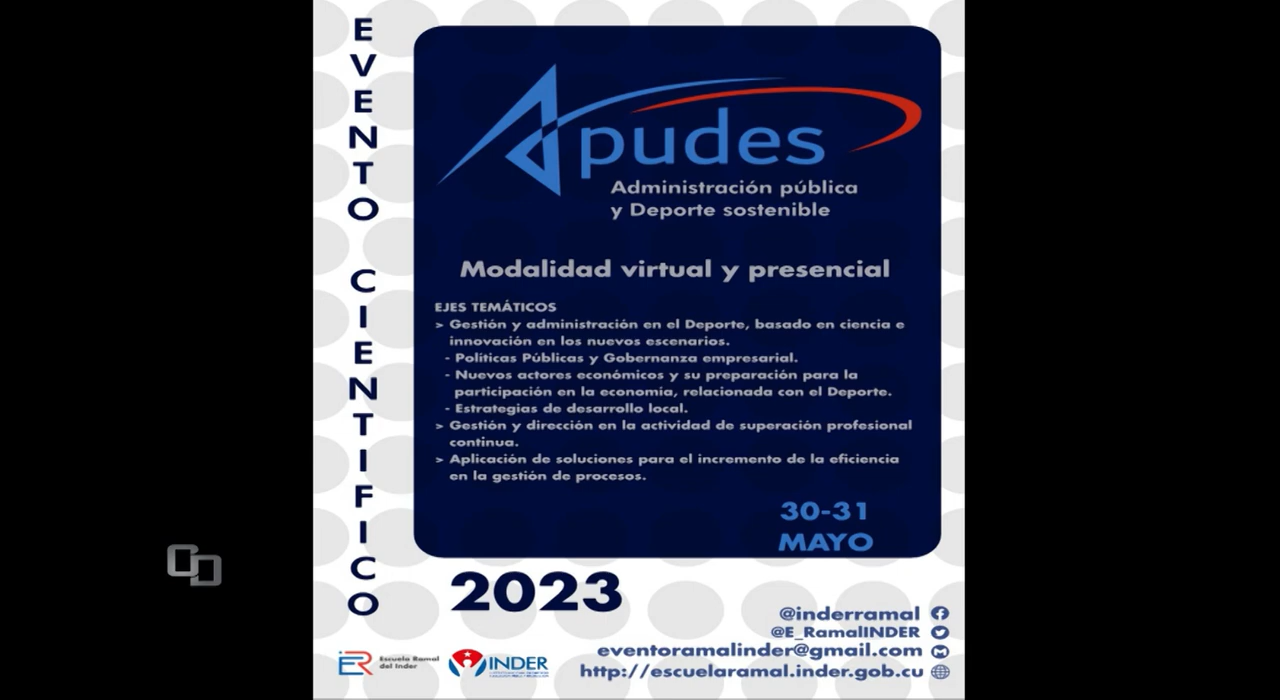 EVENTO CIENTIFICO
Apudes
Administración pública
y Deporte sostenible
Modalidad virtual y presencial
EJES TEMÁTICOS
> Gestión y administración en el Deporte, basado en ciencia e
innovación en los nuevos escenarios.
- Políticas Públicas y Gobernanza empresarial.
- Nuevos actores económicos y su preparación para la
participación en la economía, relacionada con el Deporte.
- Estrategias de desarrollo local.
> Gestión y dirección en la actividad de superación profesional
continua.
> Aplicación de soluciones para el incremento de la eficiencia
en la gestión de procesos.
30-31
MAYO
2023
@inderramal
@E_RamalINDER
eventoramalinder@gmail.com
http://escuelaramal.inder.gob.cu
ER
Escuela Ramal
del Inder
INDER